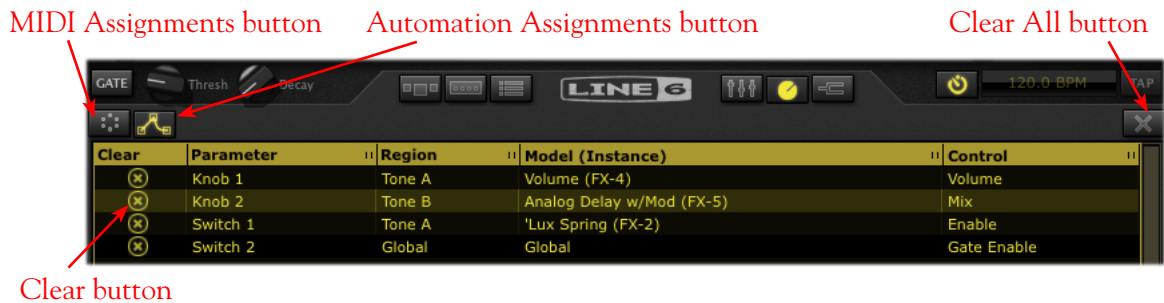 MIDI Assignments button Automation Assignments button Clear All button
GATE Thresh Decay LINE 6 120.0 BPM TAP
Clear Parameter Region Model (Instance) Control
Knob 1 Tone A Volume (FX-4) Volume
Knob 2 Tone B Analog Delay w/Mod (FX-5) Mix
Switch 1 Tone A 'Lux Spring (FX-2) Enable
Switch 2 Global Global Gate Enable
Clear button